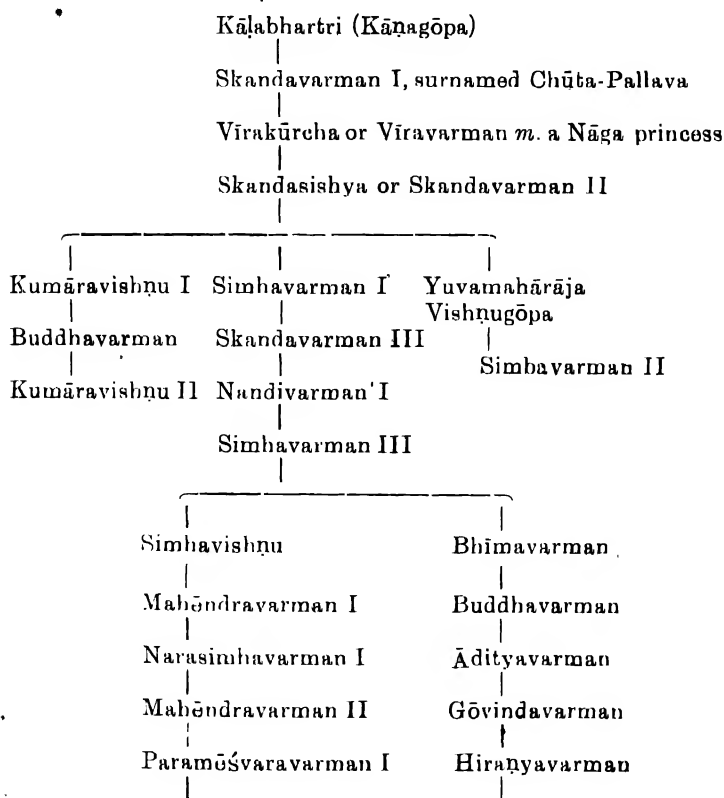 Kāḷabhartri (Kāṇagōpa)
Skandavarman I, surnamed Chūta-Pallava
Vīrakūrcha or Vīravarman m. a Nāga princess
Skandasishya or Skandavarman II
Kumāravishṇu I Simhavarman I Yuvamahārāja
Vishṇugōpa
Buddhavarman Skandavarman III
Simhavarman II
Kumāravishṇu II Nandivarman I
Simhavarman III
Simhavishṇu Bhīmavarman
Mahēndravarman I Buddhavarman
Narasimhavarman I Ādityavarman
Mahēndravarman II Gōvindavarman
Paramēśvaravarman I Hiraṇyavarman